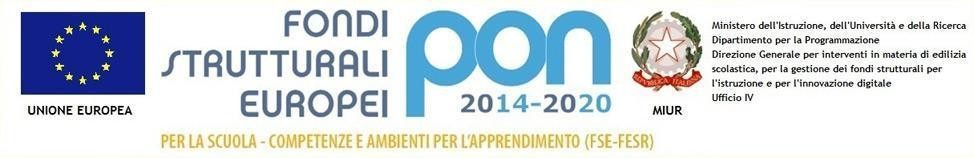 UNIONE EUROPEA
FONDI
STRUTTURALI
EUROPEI
pon
2014-2020
PER LA SCUOLA - COMPETENZE E AMBIENTI PER L'APPRENDIMENTO (FSE-FESR)
REPVBBLICA ITALIANA
MIUR
Ministero dell'Istruzione, dell'Università e della Ricerca
Dipartimento per la Programmazione
Direzione Generale per interventi in materia di edilizia
scolastica, per la gestione dei fondi strutturali per
l'istruzione e per l'innovazione digitale
Ufficio IV